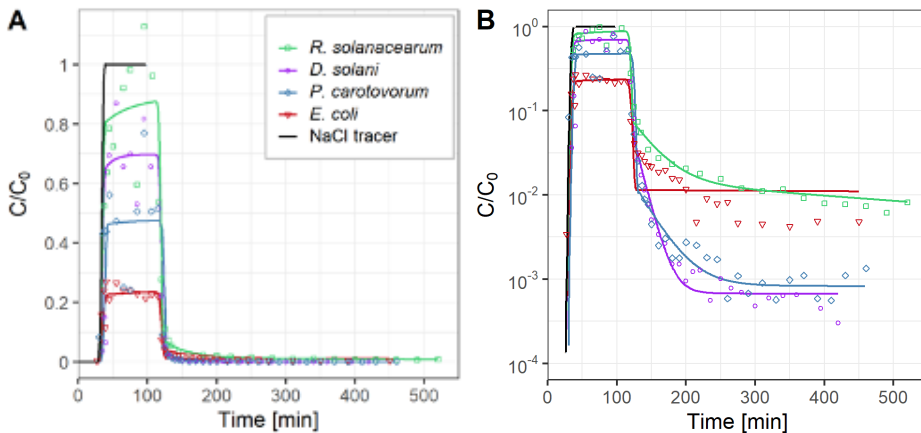 A
C/C0
1
0.8
0.6
0.4
0.2
0
0 100 200 300 400 500
Time [min]
R. solanacearum
D. solani
P. carotovorum
E. coli
NaCl tracer
B
C/C0
10^0
10^-1
10^-2
10^-3
10^-4
0 100 200 300 400 500
Time [min]